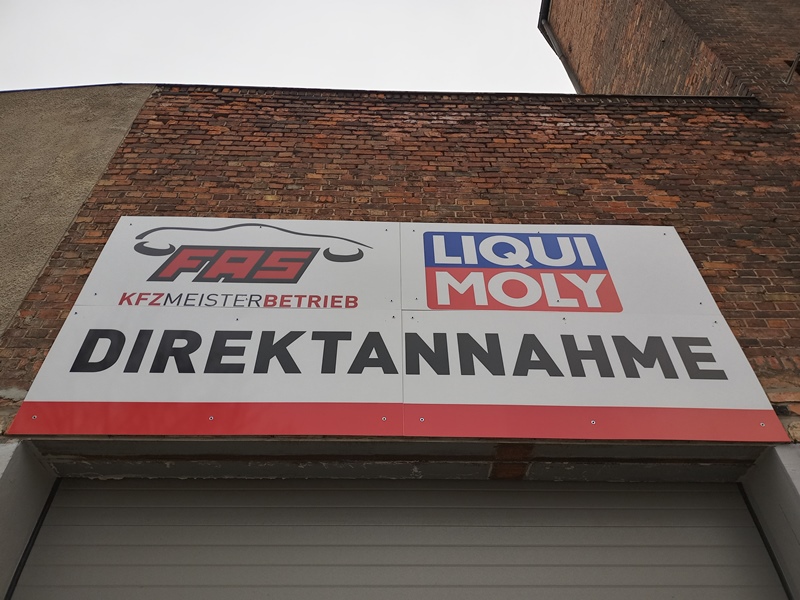 FAS
KFZMEISTERBETRIEB
LIQUI
MOLY
DIREKTANNAHME